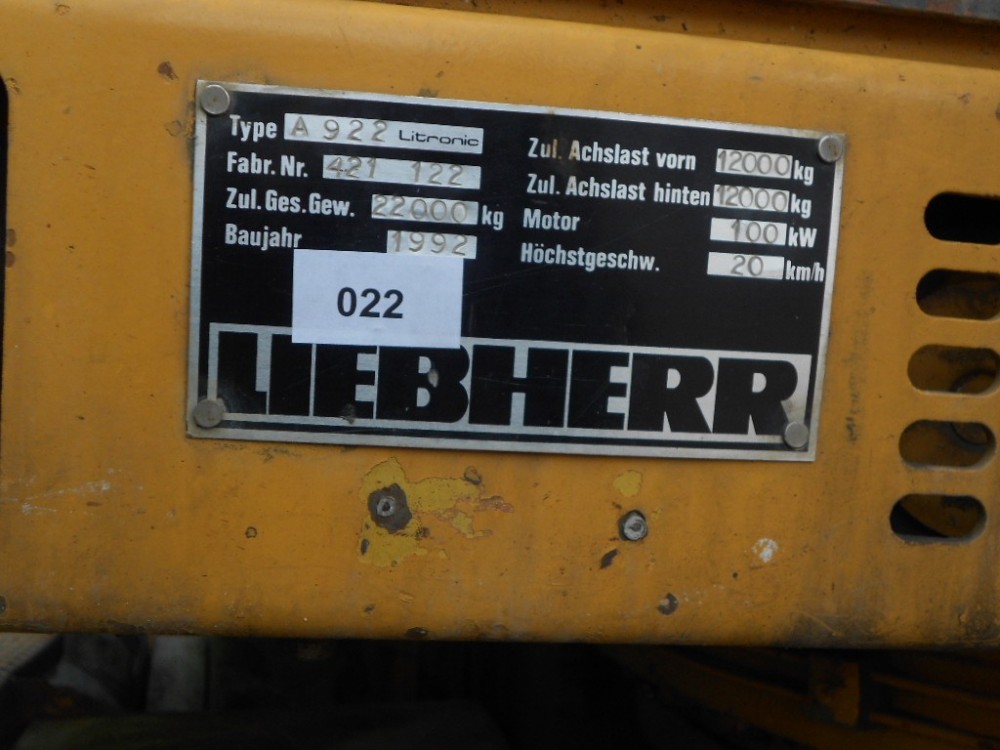 Type A 922 Litronic
Fabr. Nr. 421 122
Zul. Ges. Gew. 22000 kg
Baujahr 1992
Zul. Achslast vorn 12000 kg
Zul. Achslast hinten 12000 kg
Motor 100 kW
Höchstgeschw. 20 km/h
022
LIEBHERR